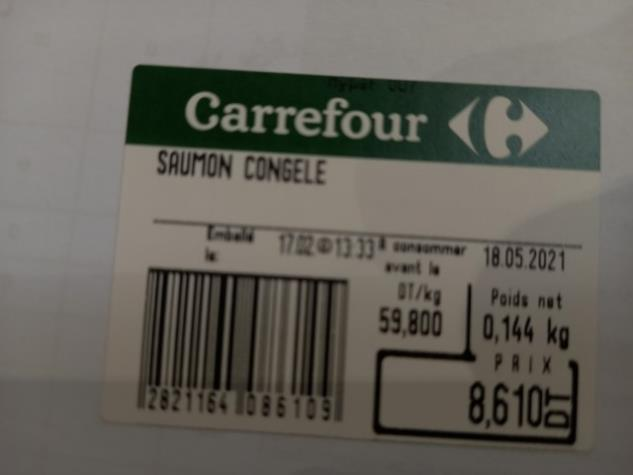 Carrefour
SAUMON CONGELE
Embalé le: 17.02 @ 13:33 A consommer avant le 18.05.2021
DT/kg
59,800
Poids net
0,144 kg
PRIX
8,610 DT
2821164 086109